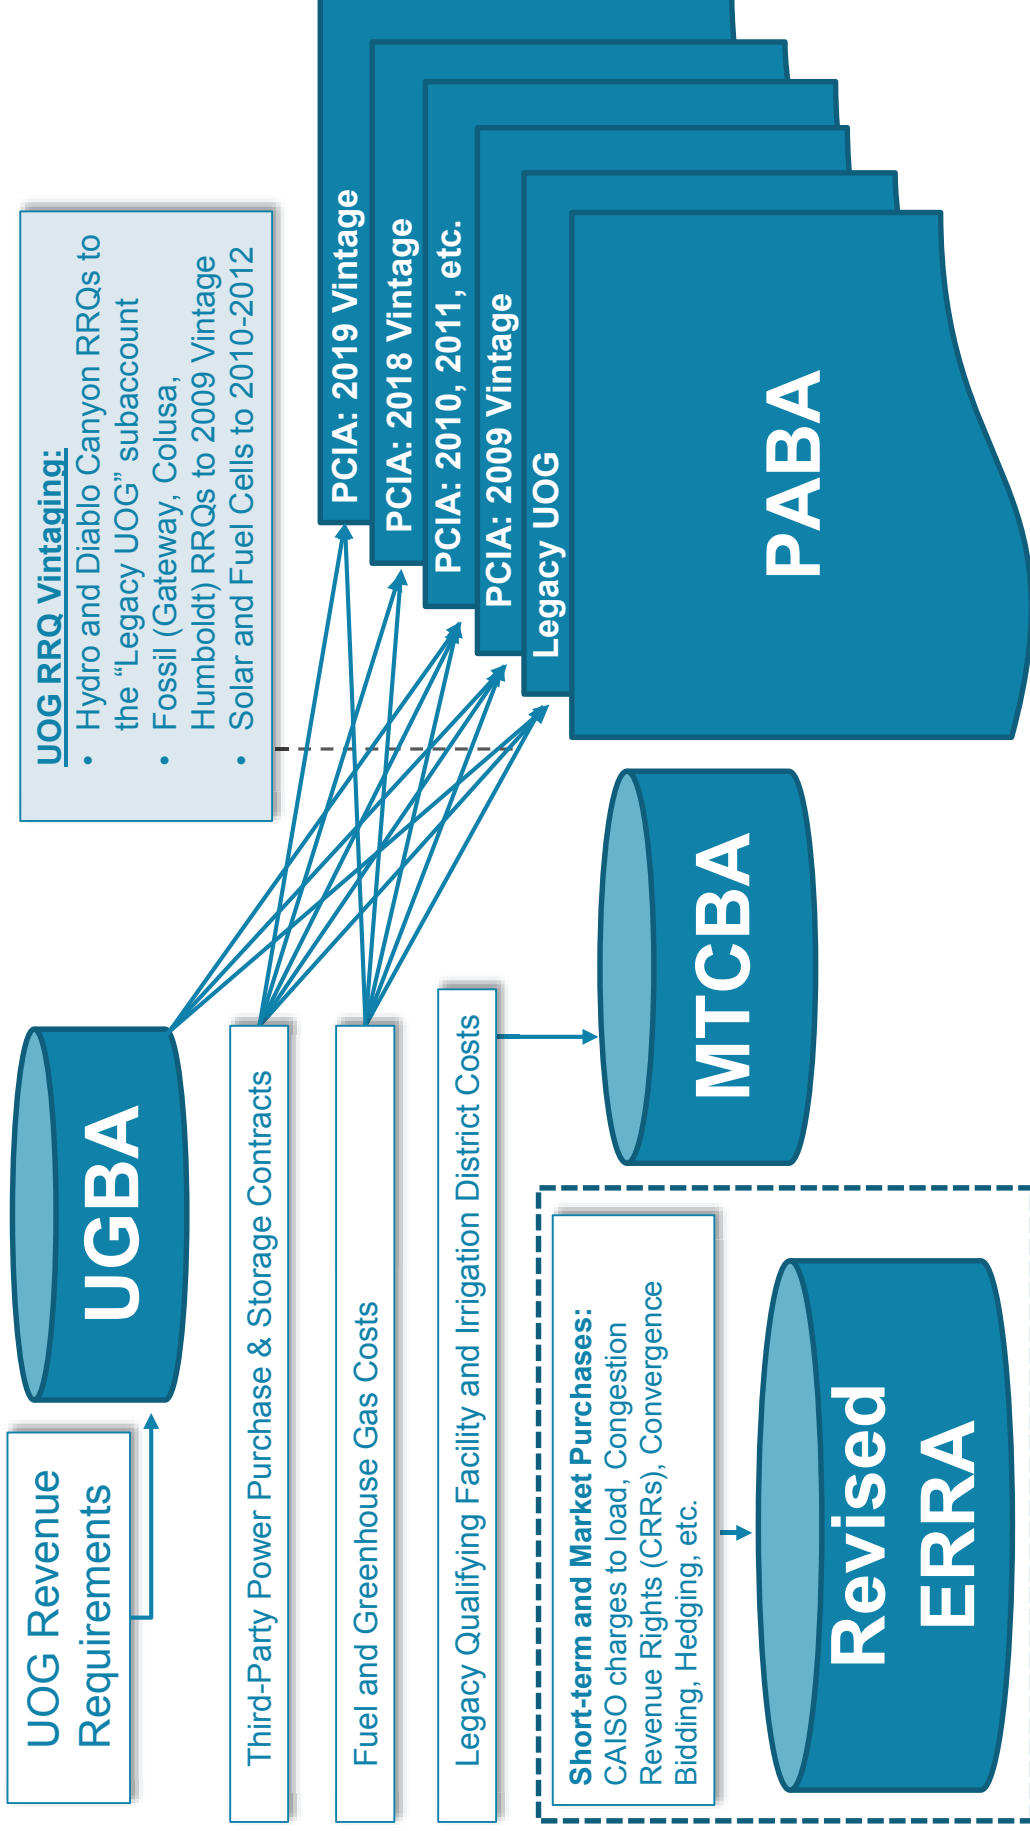 UOG Revenue
Requirements
UGBA
UOG RRQ Vintaging:
• Hydro and Diablo Canyon RRQs to
the “Legacy UOG” subaccount
• Fossil (Gateway, Colusa,
Humboldt) RRQs to 2009 Vintage
• Solar and Fuel Cells to 2010-2012
Third-Party Power Purchase & Storage Contracts
Fuel and Greenhouse Gas Costs
Legacy Qualifying Facility and Irrigation District Costs
PCIA: 2019 Vintage
PCIA: 2018 Vintage
PCIA: 2010, 2011, etc.
PCIA: 2009 Vintage
Legacy UOG
PABA
MTCBA
Short-term and Market Purchases:
CAISO charges to load, Congestion
Revenue Rights (CRRs), Convergence
Bidding, Hedging, etc.
Revised
ERRA